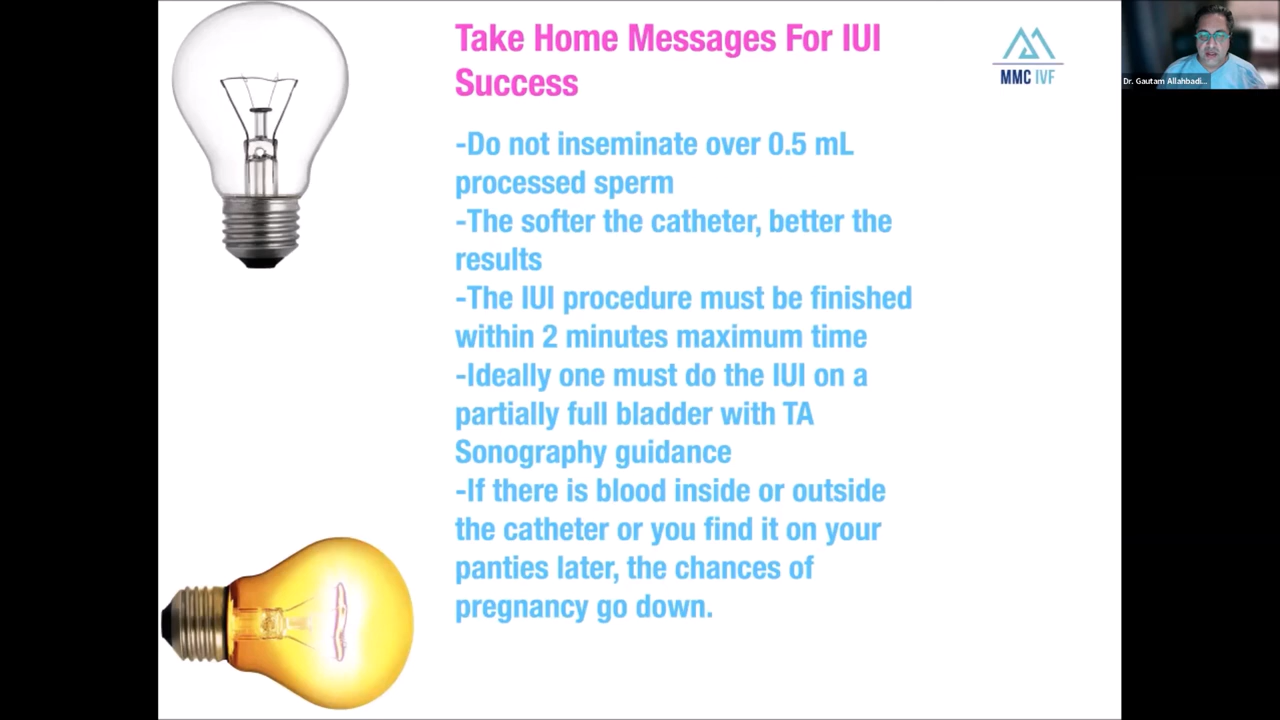 Take Home Messages For IUI
Success
MMC IVF
Dr. Gautam Allahbadi...
-Do not inseminate over 0.5 mL
processed sperm
-The softer the catheter, better the
results
-The IUI procedure must be finished
within 2 minutes maximum time
-Ideally one must do the IUI on a
partially full bladder with TA
Sonography guidance
-If there is blood inside or outside
the catheter or you find it on your
panties later, the chances of
pregnancy go down.